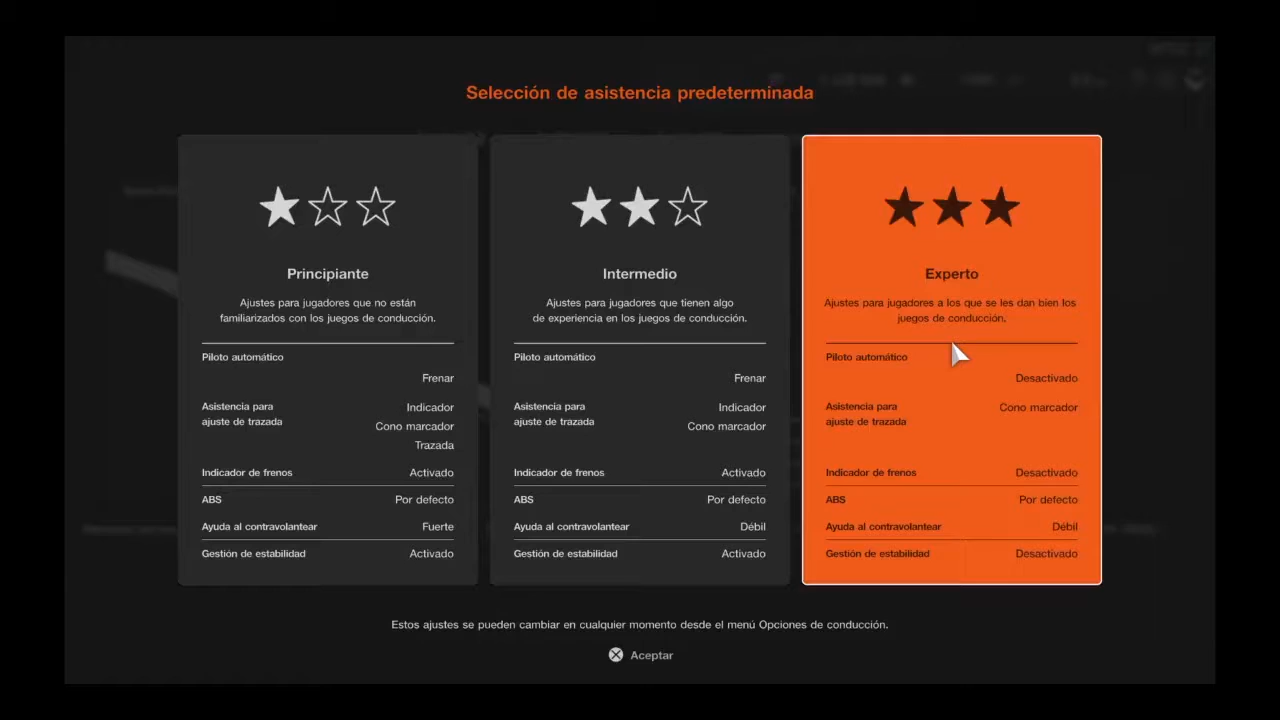 Selección de asistencia predeterminada
Principiante
Ajustes para jugadores que no están
familiarizados con los juegos de conducción.
Piloto automático
Frenar
Asistencia para
ajuste de trazada
Indicador
Cono marcador
Trazada
Indicador de frenos Activado
ABS Por defecto
Ayuda al contravolantear Fuerte
Gestión de estabilidad Activado
Intermedio
Ajustes para jugadores que tienen algo
de experiencia en los juegos de conducción.
Piloto automático
Frenar
Asistencia para
ajuste de trazada
Indicador
Cono marcador
Indicador de frenos Activado
ABS Por defecto
Ayuda al contravolantear Débil
Gestión de estabilidad Activado
Experto
Ajustes para jugadores a los que se les dan bien los
juegos de conducción.
Piloto automático
Desactivado
Asistencia para
ajuste de trazada
Cono marcador
Indicador de frenos Desactivado
ABS Por defecto
Ayuda al contravolantear Débil
Gestión de estabilidad Desactivado
Estos ajustes se pueden cambiar en cualquier momento desde el menú Opciones de conducción.
Aceptar